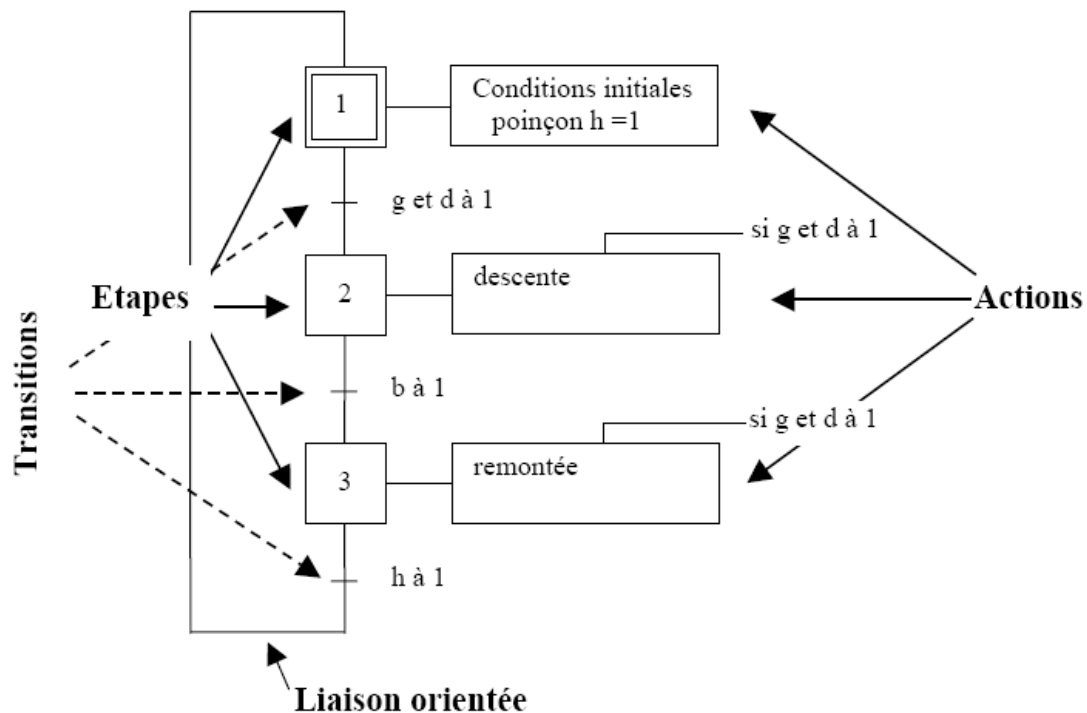 1
Conditions initiales
poinçon h =1
g et d à 1
si g et d à 1
Etapes
2
descente
Actions
Transitions
b à 1
si g et d à 1
3
remontée
h à 1
Liaison orientée